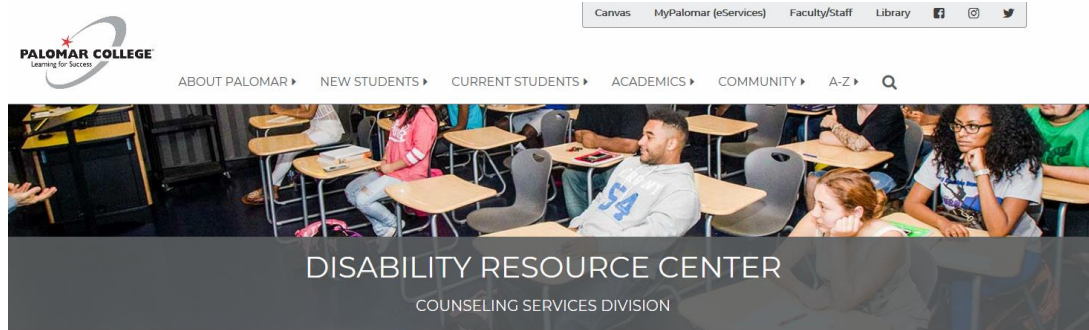 Canvas MyPalomar (eServices) Faculty/Staff Library
PALOMAR COLLEGE
Learning for Success
ABOUT PALOMAR NEW STUDENTS CURRENT STUDENTS ACADEMICS COMMUNITY A-Z
54
DISABILITY RESOURCE CENTER
COUNSELING SERVICES DIVISION